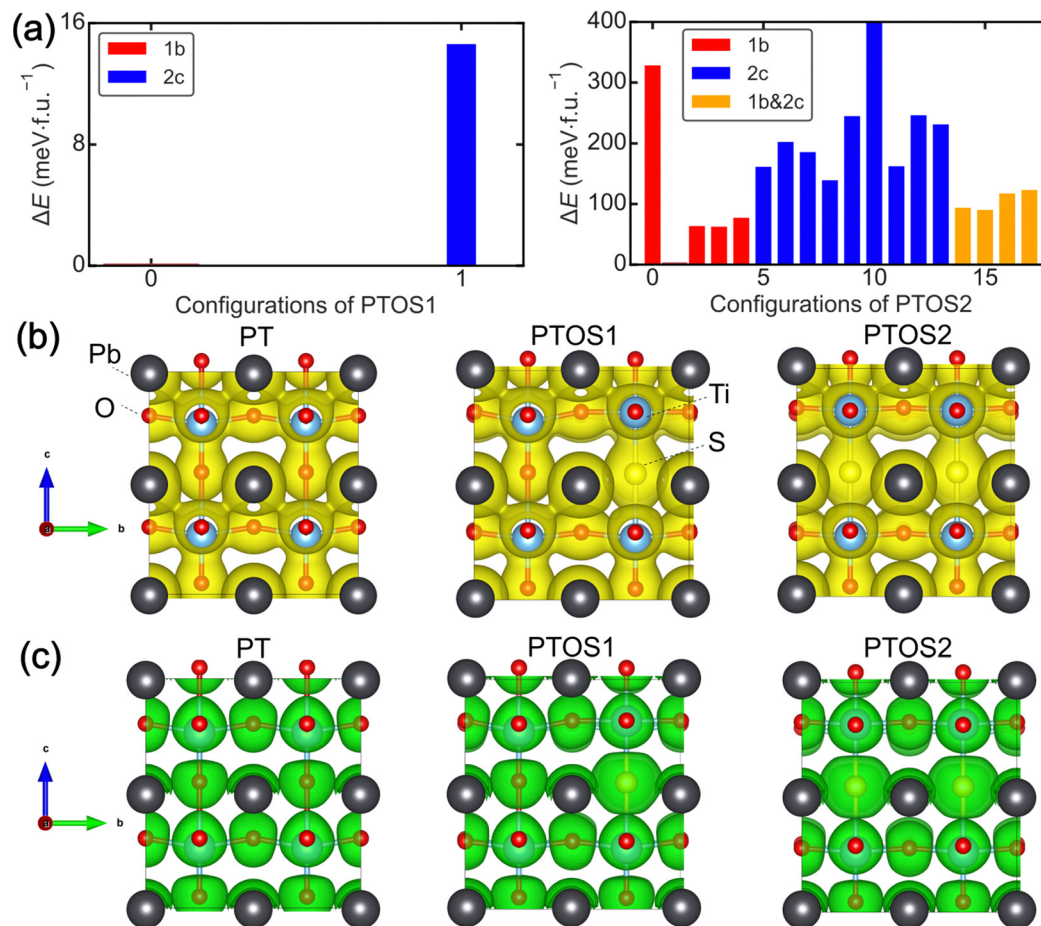 (a)
16
8
0
ΔE (meV·f.u.⁻¹)
1b
2c
0
1
Configurations of PTOS1
400
300
200
100
0
ΔE (meV·f.u.⁻¹)
1b
2c
1b&2c
0
5
10
15
Configurations of PTOS2
(b)
PT
PTOS1
PTOS2
Pb
O
Ti
S
c
b
(c)
PT
PTOS1
PTOS2
c
b